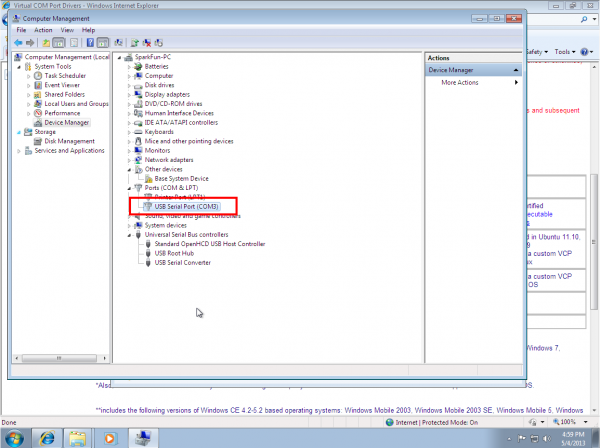 Virtual COM Port Drivers - Windows Internet Explorer
Computer Management
File Action View Help
Computer Management (Local
System Tools
Task Scheduler
Event Viewer
Shared Folders
Local Users and Groups
Performance
Device Manager
Storage
Disk Management
Services and Applications
SparkFun-PC
Batteries
Computer
Disk drives
Display adapters
DVD/CD-ROM drives
Human Interface Devices
IDE ATA/ATAPI controllers
Keyboards
Mice and other pointing devices
Monitors
Network adapters
Other devices
Base System Device
Ports (COM & LPT)
Printer Port (LPT1)
USB Serial Port (COM3)
Sound, video and game controllers
System devices
Universal Serial Bus controllers
Standard OpenHCD USB Host Controller
USB Root Hub
USB Serial Converter
Actions
Device Manager
More Actions
Safety Tools
s and subsequent
rtified
xecutable
d in Ubuntu 11.10,
9
a custom VCP
ux
a custom VCP
OS
Windows 7,
*Also
OS.
**includes the following versions of Windows CE 4.2-5.2 based operating systems: Windows Mobile 2003, Windows Mobile 2003 SE, Windows Mobile 5, Windows
Done
Internet | Protected Mode: On
100%
4:59 PM
5/4/2013